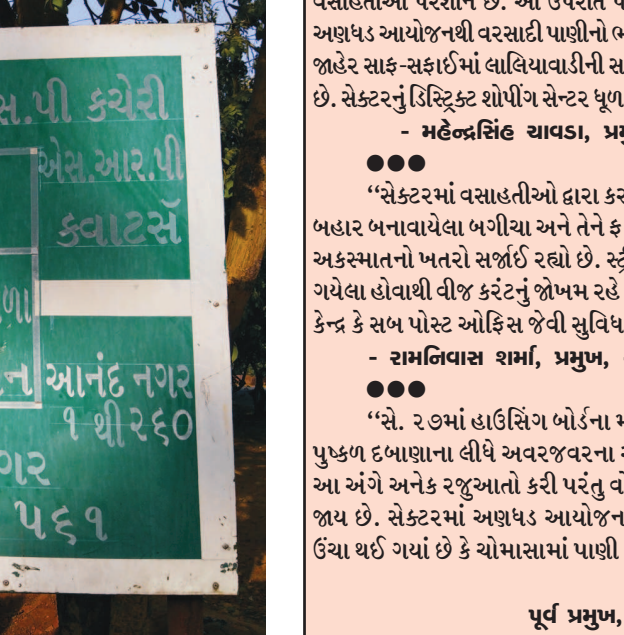 સ.પી કચેરી
એસ.આર.પી
ક્વાટર્સ
ળા
ન આનંદ નગર
૧ થી ૨૬૦
ગર
૫૬૧
વસાહતીઓ પરેશાન છે. આ ઉપરાંત
અણધડ આયોજનથી વરસાદી પાણીનો
જાહેર સાફ-સફાઈમાં લાલિયાવાડીની
છે. સેક્ટરનું ડિસ્ટ્રિક્ટ શોપીંગ સેન્ટર ધૂળ
- મહેન્દ્રસિંહ ચાવડા, પ્રમુ
●●●
“સેક્ટરમાં વસાહતીઓ દ્વારા કર
બહાર બનાવાયેલા બગીચા અને તેને ફ
અકસ્માતનો ખતરો સર્જાઈ રહ્યો છે. સ્ટ્રી
ગયેલા હોવાથી વીજ કરંટનું જોખમ રહે
કેન્દ્ર કે સબ પોસ્ટ ઓફિસ જેવી સુવિધ
- રામનિવાસ શર્મા, પ્રમુખ,
●●●
“સે. ૨૭માં હાઉસિંગ બોર્ડના મ
પુષ્કળ દબાણાના લીધે અવરજવરના
આ અંગે અનેક રજુઆતો કરી પરંતુ વો
જાય છે. સેક્ટરમાં અણધડ આયોજન
ઉંચા થઈ ગયાં છે કે ચોમાસામાં પાણી
પૂર્વ પ્રમુખ,